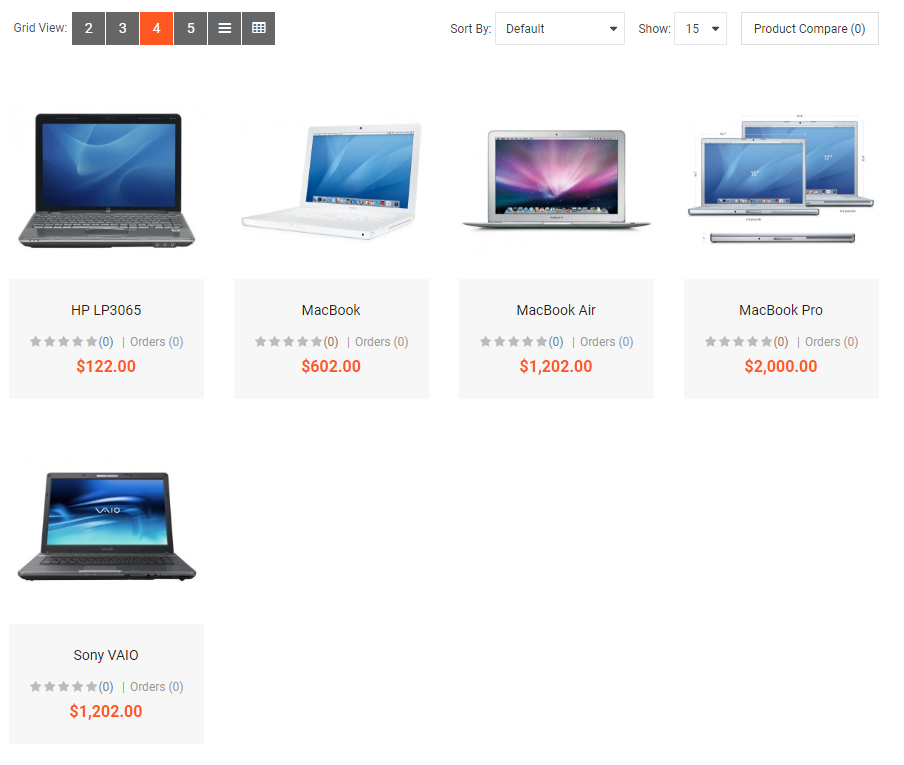 Grid View: 2 3 4 5
Sort By: Default Show: 15 Product Compare (0)
15"
17"
HP LP3065
(0) | Orders (0)
$122.00
MacBook
(0) | Orders (0)
$602.00
MacBook Air
(0) | Orders (0)
$1,202.00
MacBook Pro
(0) | Orders (0)
$2,000.00
VAIO
Sony VAIO
(0) | Orders (0)
$1,202.00